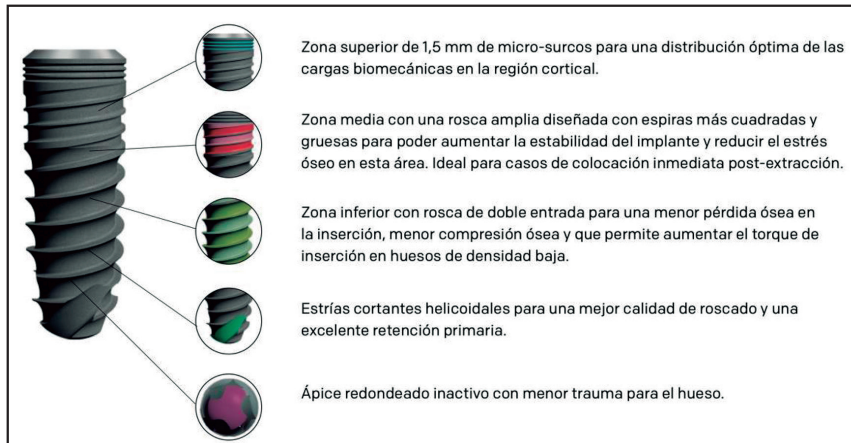 Zona superior de 1,5 mm de micro-surcos para una distribución óptima de las
cargas biomecánicas en la región cortical.
Zona media con una rosca amplia diseñada con espiras más cuadradas y
gruesas para poder aumentar la estabilidad del implante y reducir el estrés
óseo en esta área. Ideal para casos de colocación inmediata post-extracción.
Zona inferior con rosca de doble entrada para una menor pérdida ósea en
la inserción, menor compresión ósea y que permite aumentar el torque de
inserción en huesos de densidad baja.
Estrías cortantes helicoidales para una mejor calidad de roscado y una
excelente retención primaria.
Ápice redondeado inactivo con menor trauma para el hueso.